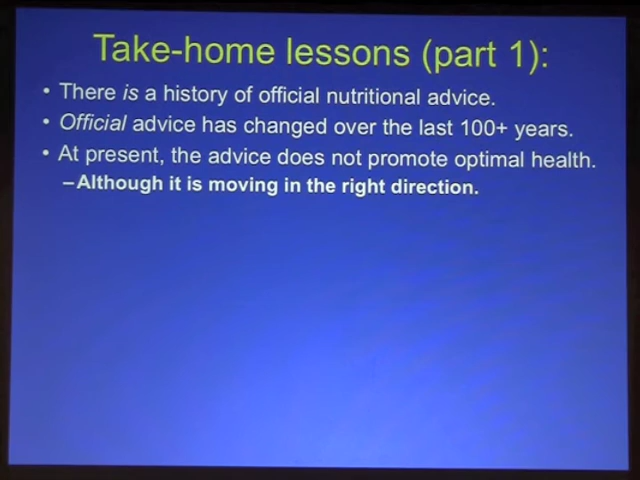 Take-home lessons (part 1):
• There is a history of official nutritional advice.
• Official advice has changed over the last 100+ years.
• At present, the advice does not promote optimal health.
–Although it is moving in the right direction.